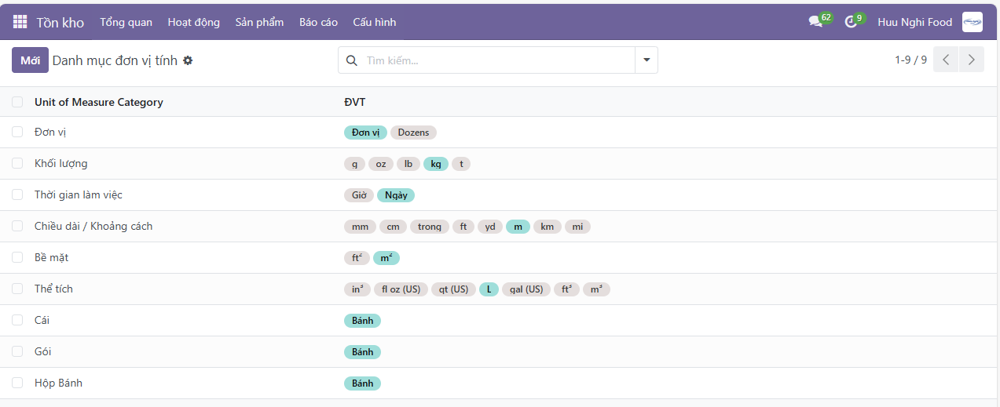 Tồn kho Tổng quan Hoạt động Sản phẩm Báo cáo Cấu hình 62 9 Huu Nghi Food
Mới Danh mục đơn vị tính Tìm kiếm... 1-9 / 9
Unit of Measure Category ĐVT
Đơn vị Đơn vị Dozens
Khối lượng g oz lb kg t
Thời gian làm việc Giờ Ngày
Chiều dài / Khoảng cách mm cm trong ft yd m km mi
Bề mặt ft² m²
Thể tích in³ fl oz (US) qt (US) L gal (US) ft³ m³
Cái Bánh
Gói Bánh
Hộp Bánh Bánh